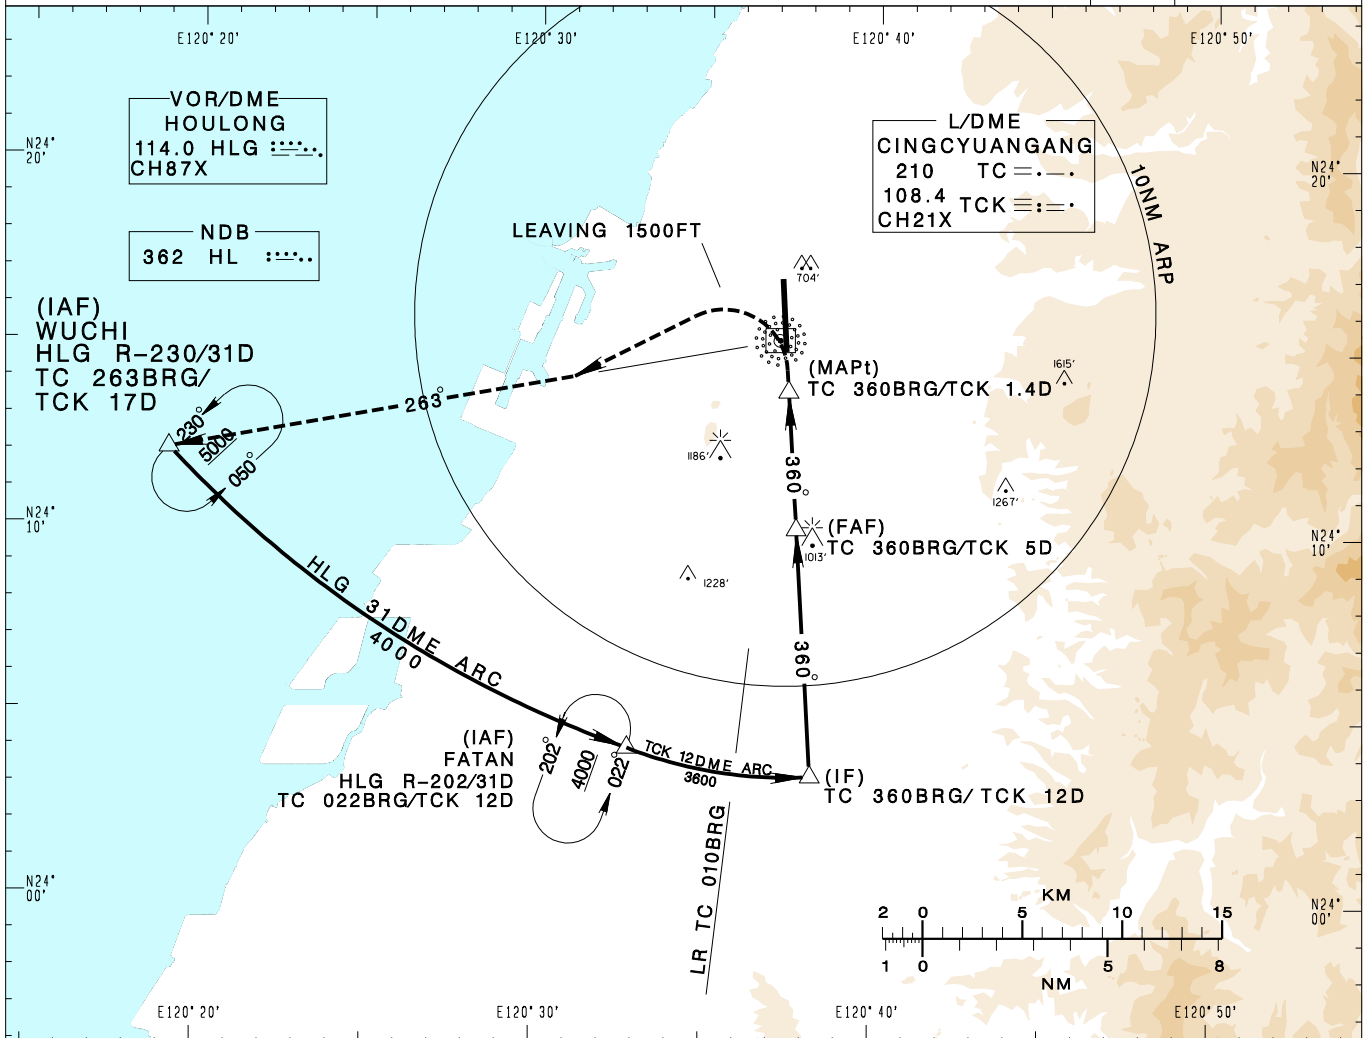 E120° 20'
E120° 30'
E120° 40'
E120° 50'
VOR/DME
HOULONG
114.0 HLG
CH87X
NDB
362 HL
L/DME
CINGCYUANGANG
210 TC
108.4 TCK
CH21X
N24°
20'
N24°
20'
10NM ARP
LEAVING 1500FT
704'
(IAF)
WUCHI
HLG R-230/31D
TC 263BRG/
TCK 17D
230°
5000
050°
263°
(MAPt)
TC 360BRG/TCK 1.4D
1615'
1186'
360°
1267'
N24°
10'
N24°
10'
(FAF)
TC 360BRG/TCK 5D
1013'
1228'
HLG 31DME ARC
4000
360°
(IAF)
FATAN
HLG R-202/31D
TC 022BRG/TCK 12D
202°
4000
022°
TCK 12DME ARC
3600
(IF)
TC 360BRG/ TCK 12D
LR TC 010BRG
N24°
00'
N24°
00'
KM
2 0 5 10 15
1 0 5 8
NM
E120° 20'
E120° 30'
E120° 40'
E120° 50'